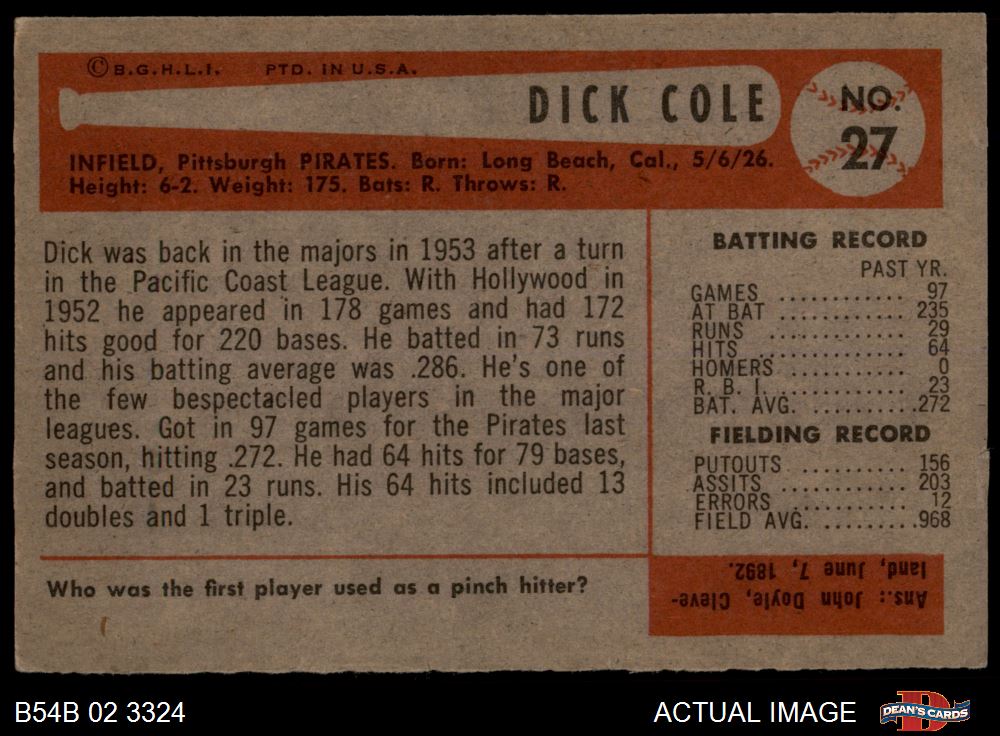 © B.G.H.L.I. PTD. IN U.S.A.
DICK COLE
NO.
27
INFIELD, Pittsburgh PIRATES. Born: Long Beach, Cal., 5/6/26.
Height: 6-2. Weight: 175. Bats: R. Throws: R.
Dick was back in the majors in 1953 after a turn
in the Pacific Coast League. With Hollywood in
1952 he appeared in 178 games and had 172
hits good for 220 bases. He batted in 73 runs
and his batting average was .286. He's one of
the few bespectacled players in the major
leagues. Got in 97 games for the Pirates last
season, hitting .272. He had 64 hits for 79 bases,
and batted in 23 runs. His 64 hits included 13
doubles and 1 triple.
BATTING RECORD
PAST YR.
GAMES ............ 97
AT BAT ............ 235
RUNS ............ 29
HITS ............ 64
HOMERS ............ 0
R. B. I. ............ 23
BAT. AVG. ...........272
FIELDING RECORD
PUTOUTS ............ 156
ASSITS ............ 203
ERRORS ............ 12
FIELD AVG. ..........968
Who was the first player used as a pinch hitter?
Ans.: John Doyle, Cleve-
land, June 7, 1892.
B54B 02 3324
ACTUAL IMAGE
D
DEAN'S CARDS